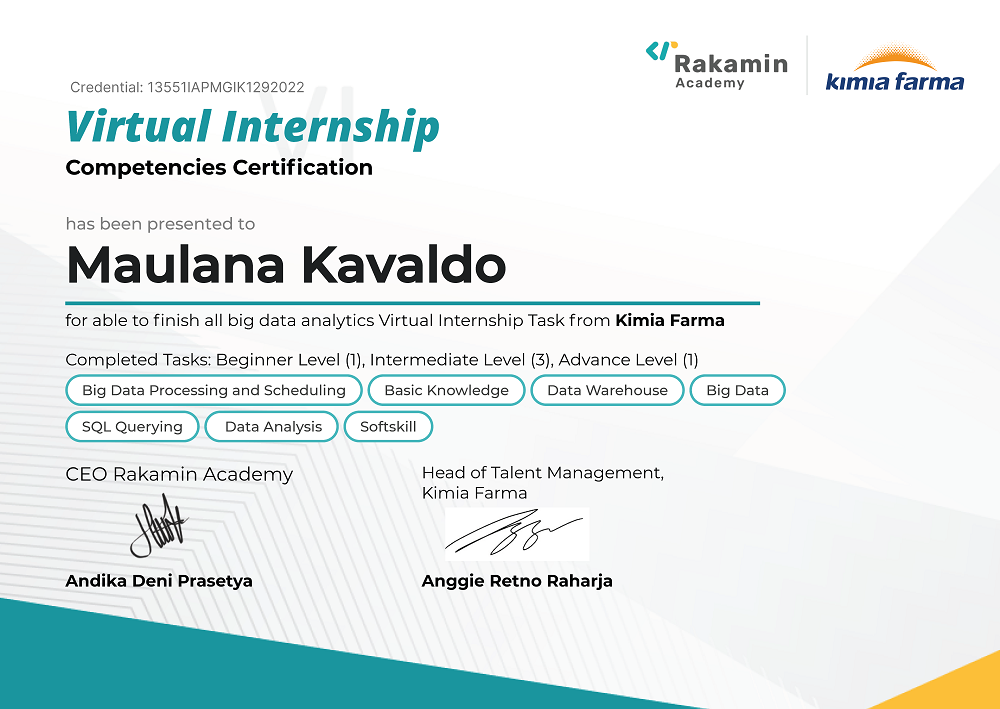 Rakamin
Academy
kimia farma
Credential: 13551IAPMGIK1292022
VI
Virtual Internship
Competencies Certification
has been presented to
Maulana Kavaldo
for able to finish all big data analytics Virtual Internship Task from Kimia Farma
Completed Tasks: Beginner Level (1), Intermediate Level (3), Advance Level (1)
Big Data Processing and Scheduling Basic Knowledge Data Warehouse Big Data
SQL Querying Data Analysis Softskill
CEO Rakamin Academy
Andika Deni Prasetya
Head of Talent Management,
Kimia Farma
Anggie Retno Raharja